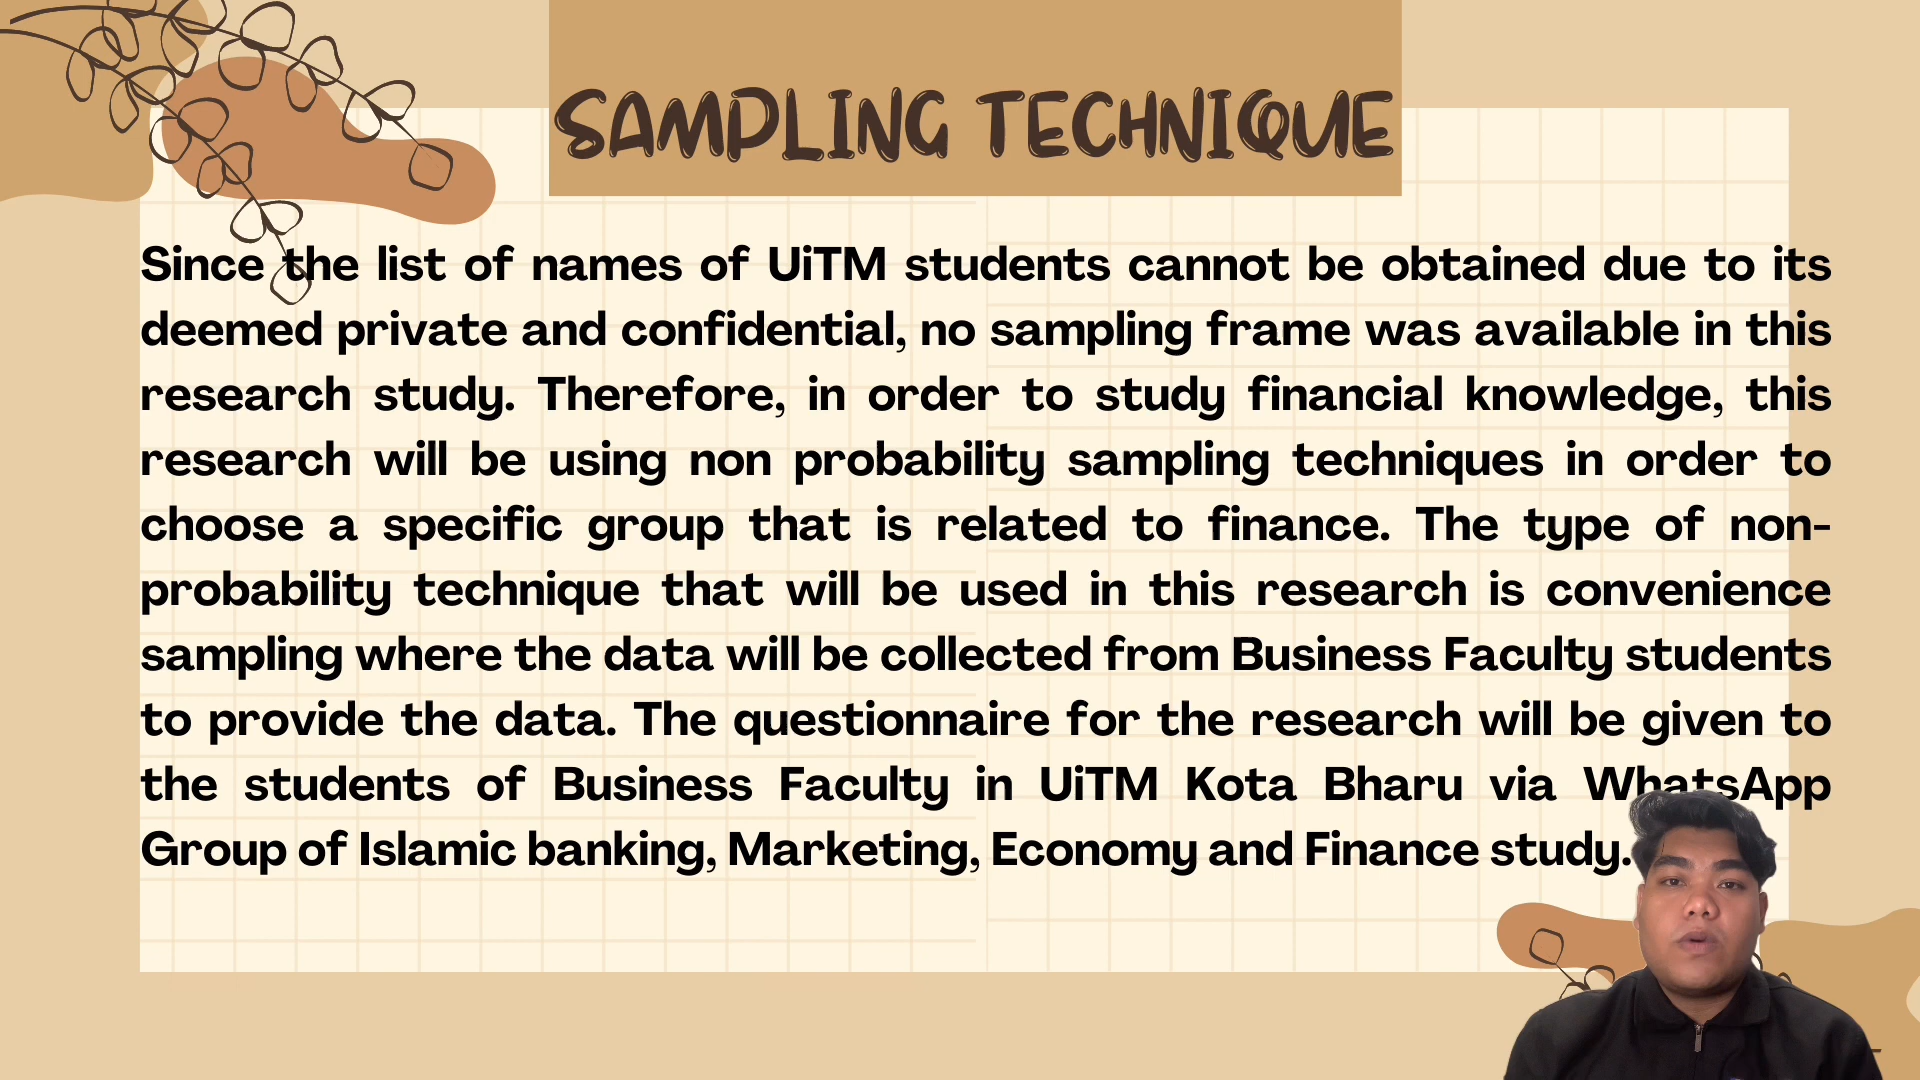 SAMPLING TECHNIQUE
Since the list of names of UiTM students cannot be obtained due to its
deemed private and confidential, no sampling frame was available in this
research study. Therefore, in order to study financial knowledge, this
research will be using non probability sampling techniques in order to
choose a specific group that is related to finance. The type of non-
probability technique that will be used in this research is convenience
sampling where the data will be collected from Business Faculty students
to provide the data. The questionnaire for the research will be given to
the students of Business Faculty in UiTM Kota Bharu via WhatsApp
Group of Islamic banking, Marketing, Economy and Finance study.